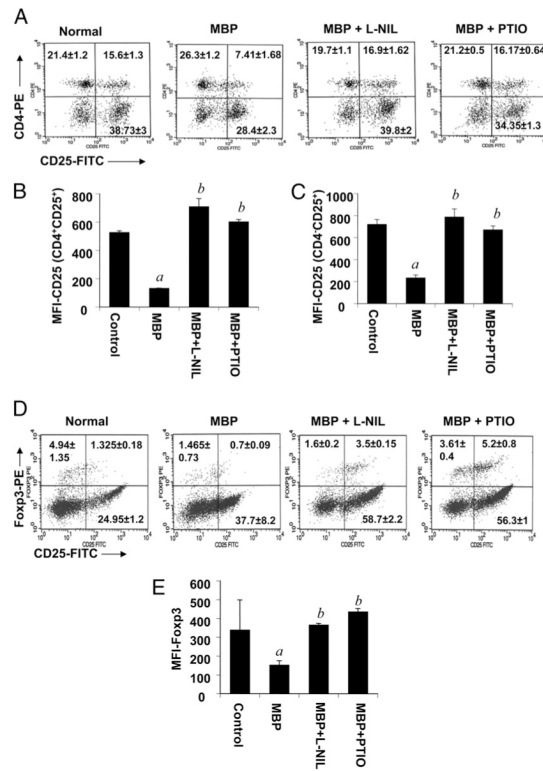 A
Normal
MBP
MBP + L-NIL
MBP + PTIO
21.4±1.2 15.6±1.3
38.73±3
26.3±1.2 7.41±1.68
28.4±2.3
19.7±1.1 16.9±1.62
39.8±2
21.2±0.5 16.17±0.64
34.35±1.3
CD4-PE
CD25-FITC
B
MFI-CD25 (CD4⁺CD25⁺)
800
600
400
200
0
a
b
b
Control
MBP
MBP+L-NIL
MBP+PTIO
C
MFI-CD25 (CD4⁻CD25⁺)
1000
800
600
400
200
0
a
b
b
Control
MBP
MBP+L-NIL
MBP+PTIO
D
Normal
MBP
MBP + L-NIL
MBP + PTIO
4.94± 1.325±0.18
1.35
24.95±1.2
1.465± 0.7±0.09
0.73
37.7±8.2
1.6±0.2 3.5±0.15
58.7±2.2
3.61± 5.2±0.8
0.4
56.3±1
Foxp3-PE
CD25-FITC
E
MFI-Foxp3
600
500
400
300
200
100
0
a
b
b
Control
MBP
MBP+L-NIL
MBP+PTIO